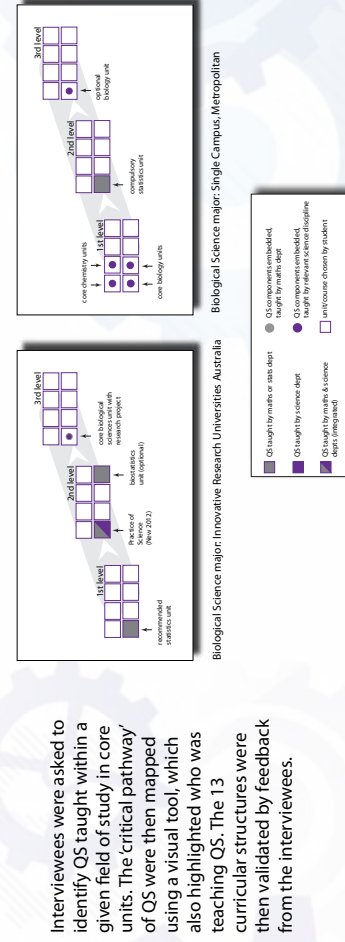 Interviewees were asked to
identify QS taught within a
given field of study in core
units. The 'critical pathway'
of QS were then mapped
using a visual tool, which
also highlighted who was
teaching QS. The 13
curricular structures were
then validated by feedback
from the interviewees.
1st level
2nd level
3rd level
recommended
statistics unit
Practice of
Science
(New 2012)
biostatistics
unit (optional)
core biological
sciences unit with
research project
Biological Science major: Innovative Research Universities Australia
1st level
2nd level
3rd level
core chemistry units
core biology units
compulsory
statistics unit
optional
biology unit
Biological Science major: Single Campus, Metropolitan
QS taught by maths or stats dept
QS taught by science dept
QS taught by maths & science
depts (integrated)
QS components embedded,
taught by maths dept
QS components embedded,
taught by relevant science discipline
unit/course chosen by student